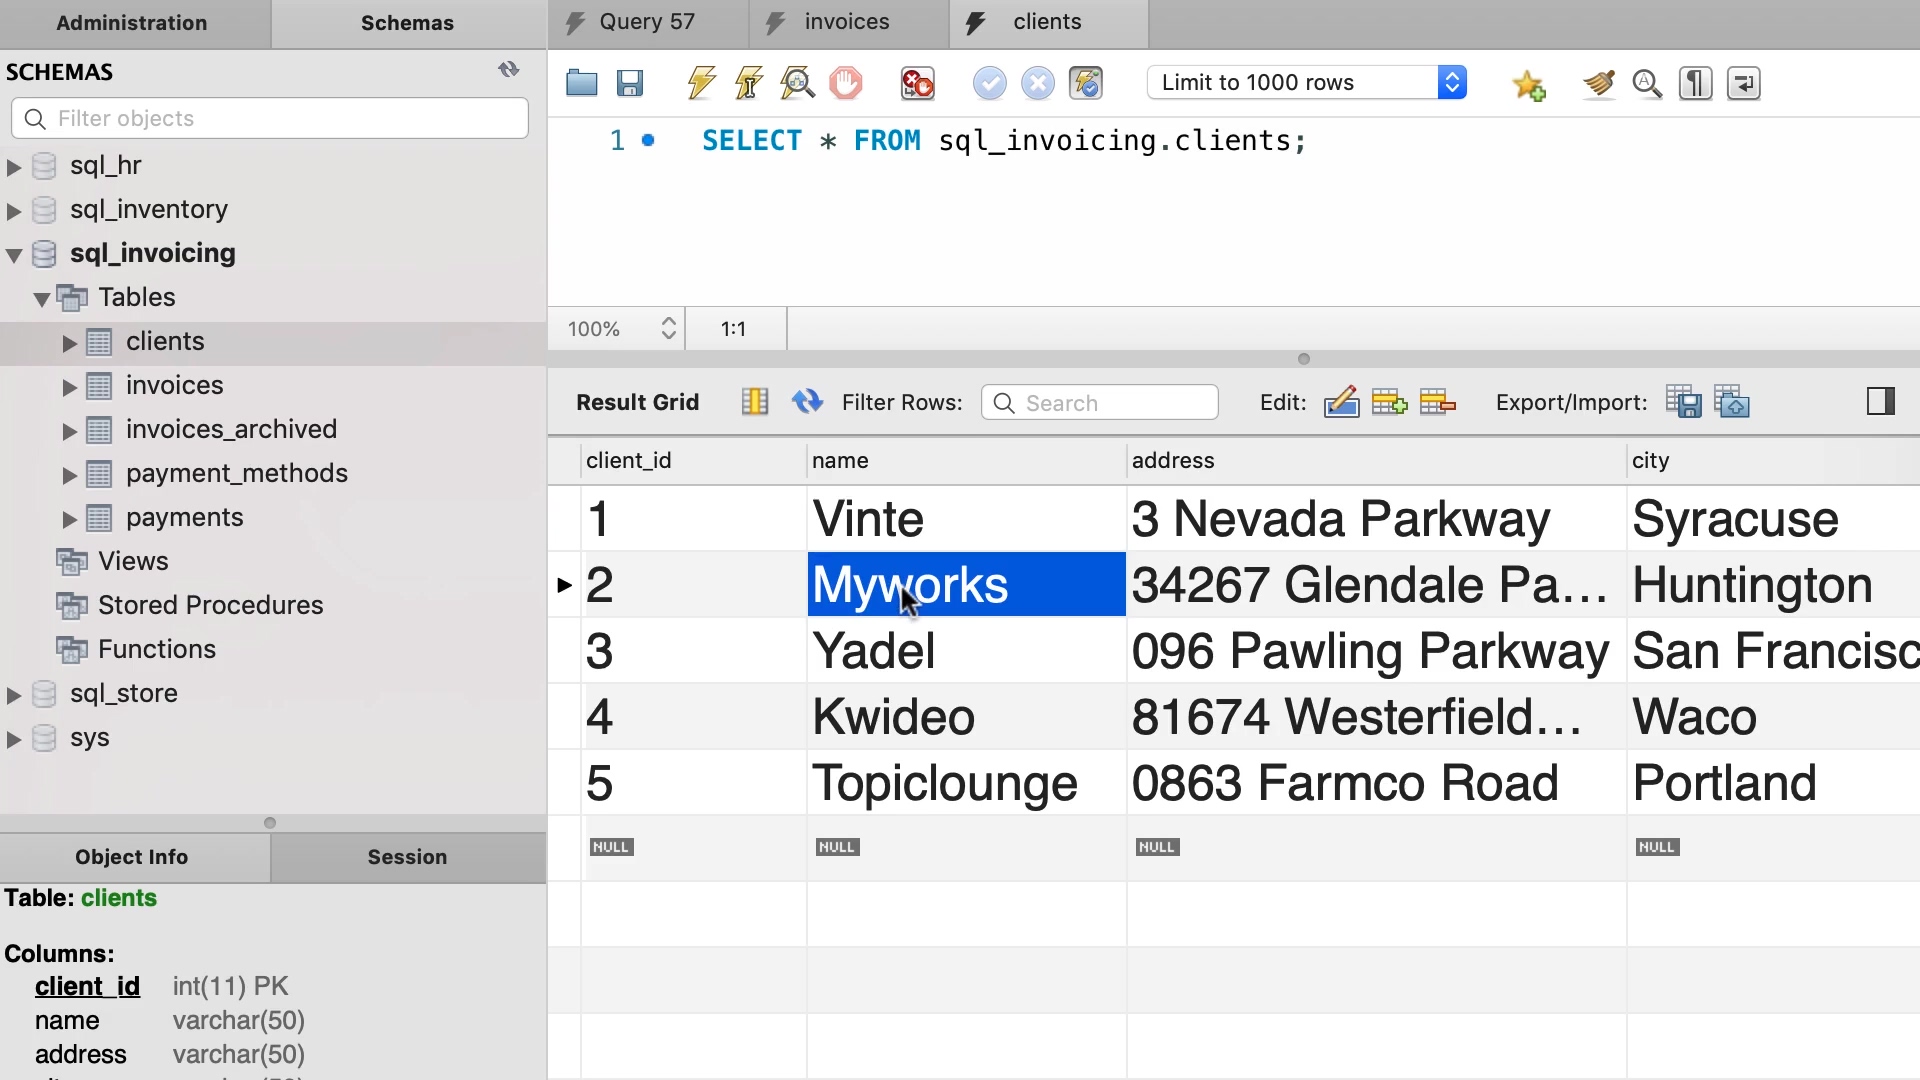 Administration
Schemas
Query 57
invoices
clients
SCHEMAS
Filter objects
sql_hr
sql_inventory
sql_invoicing
Tables
clients
invoices
invoices_archived
payment_methods
payments
Views
Stored Procedures
Functions
sql_store
sys
Object Info
Session
Table: clients
Columns:
client_id int(11) PK
name varchar(50)
address varchar(50)
Limit to 1000 rows
1 SELECT * FROM sql_invoicing.clients;
100% 1:1
Result Grid Filter Rows: Search Edit: Export/Import:
client_id name address city
1 Vinte 3 Nevada Parkway Syracuse
2 Myworks 34267 Glendale Pa... Huntington
3 Yadel 096 Pawling Parkway San Francisc
4 Kwideo 81674 Westerfield... Waco
5 Topiclounge 0863 Farmco Road Portland
NULL NULL NULL NULL